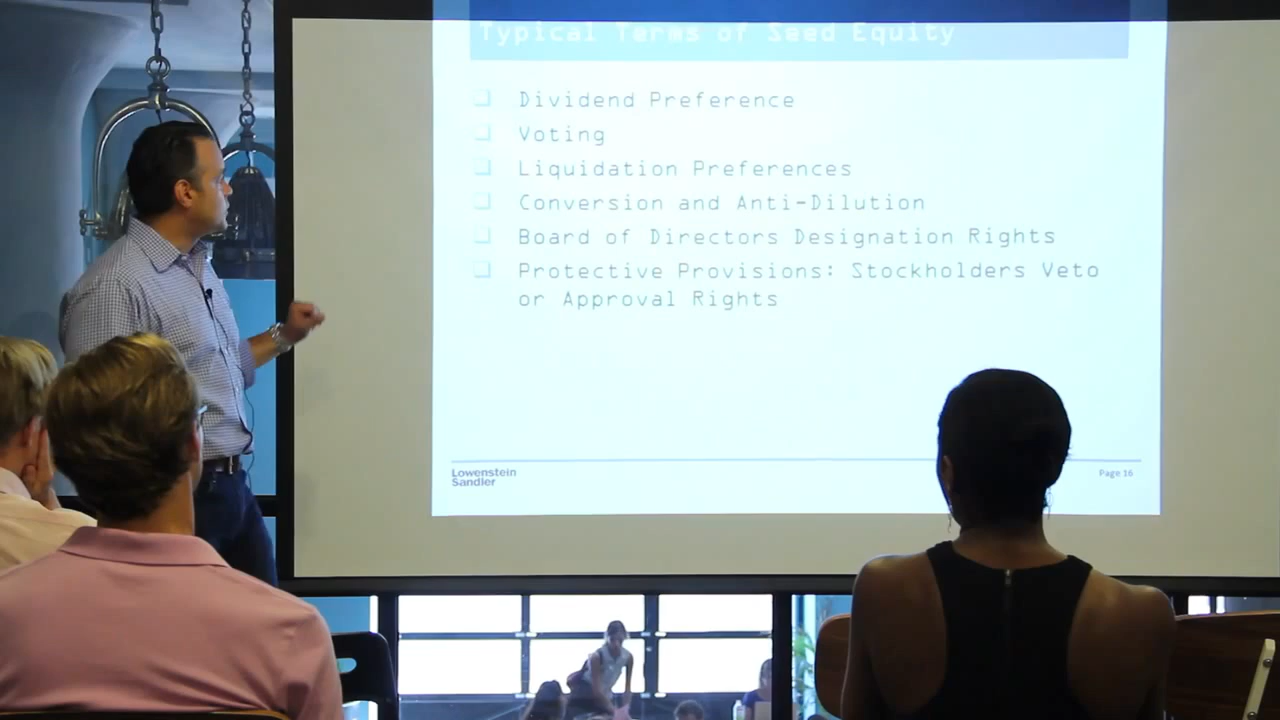 Typical Terms of Seed Equity
Dividend Preference
Voting
Liquidation Preferences
Conversion and Anti-Dilution
Board of Directors Designation Rights
Protective Provisions: Stockholders Veto
or Approval Rights
Lowenstein
Sandler
Page 16